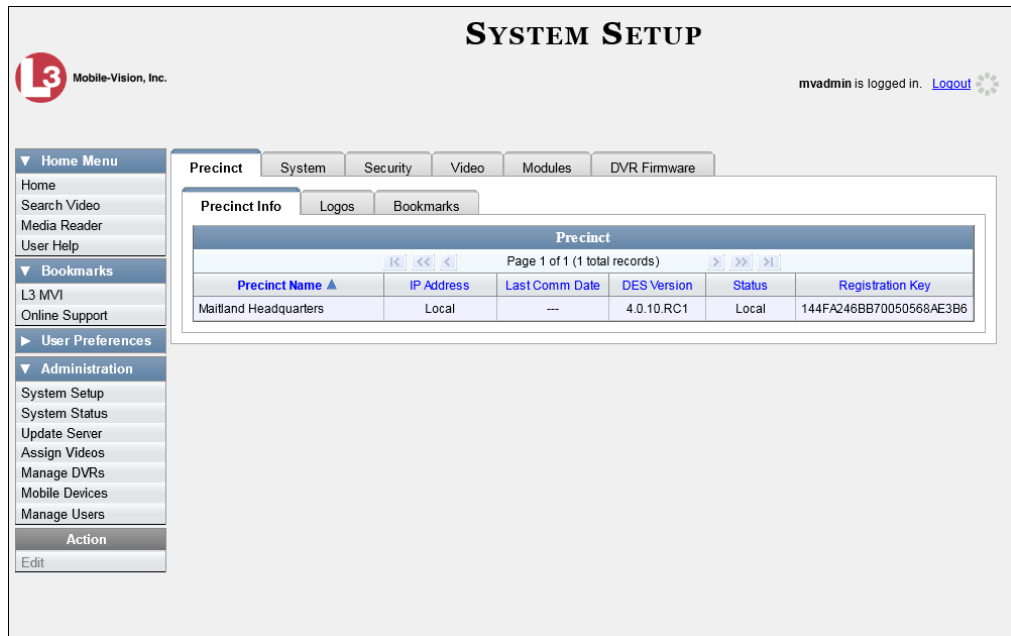 SYSTEM SETUP
L3 Mobile-Vision, Inc.
mvadmin is logged in. Logout
Home Menu
Home
Search Video
Media Reader
User Help
Bookmarks
L3 MVI
Online Support
User Preferences
Administration
System Setup
System Status
Update Server
Assign Videos
Manage DVRs
Mobile Devices
Manage Users
Action
Edit
Precinct System Security Video Modules DVR Firmware
Precinct Info Logos Bookmarks
Precinct
Page 1 of 1 (1 total records)
Precinct Name IP Address Last Comm Date DES Version Status Registration Key
Maitland Headquarters Local --- 4.0.10.RC1 Local 144FA246BB70050568AE3B6